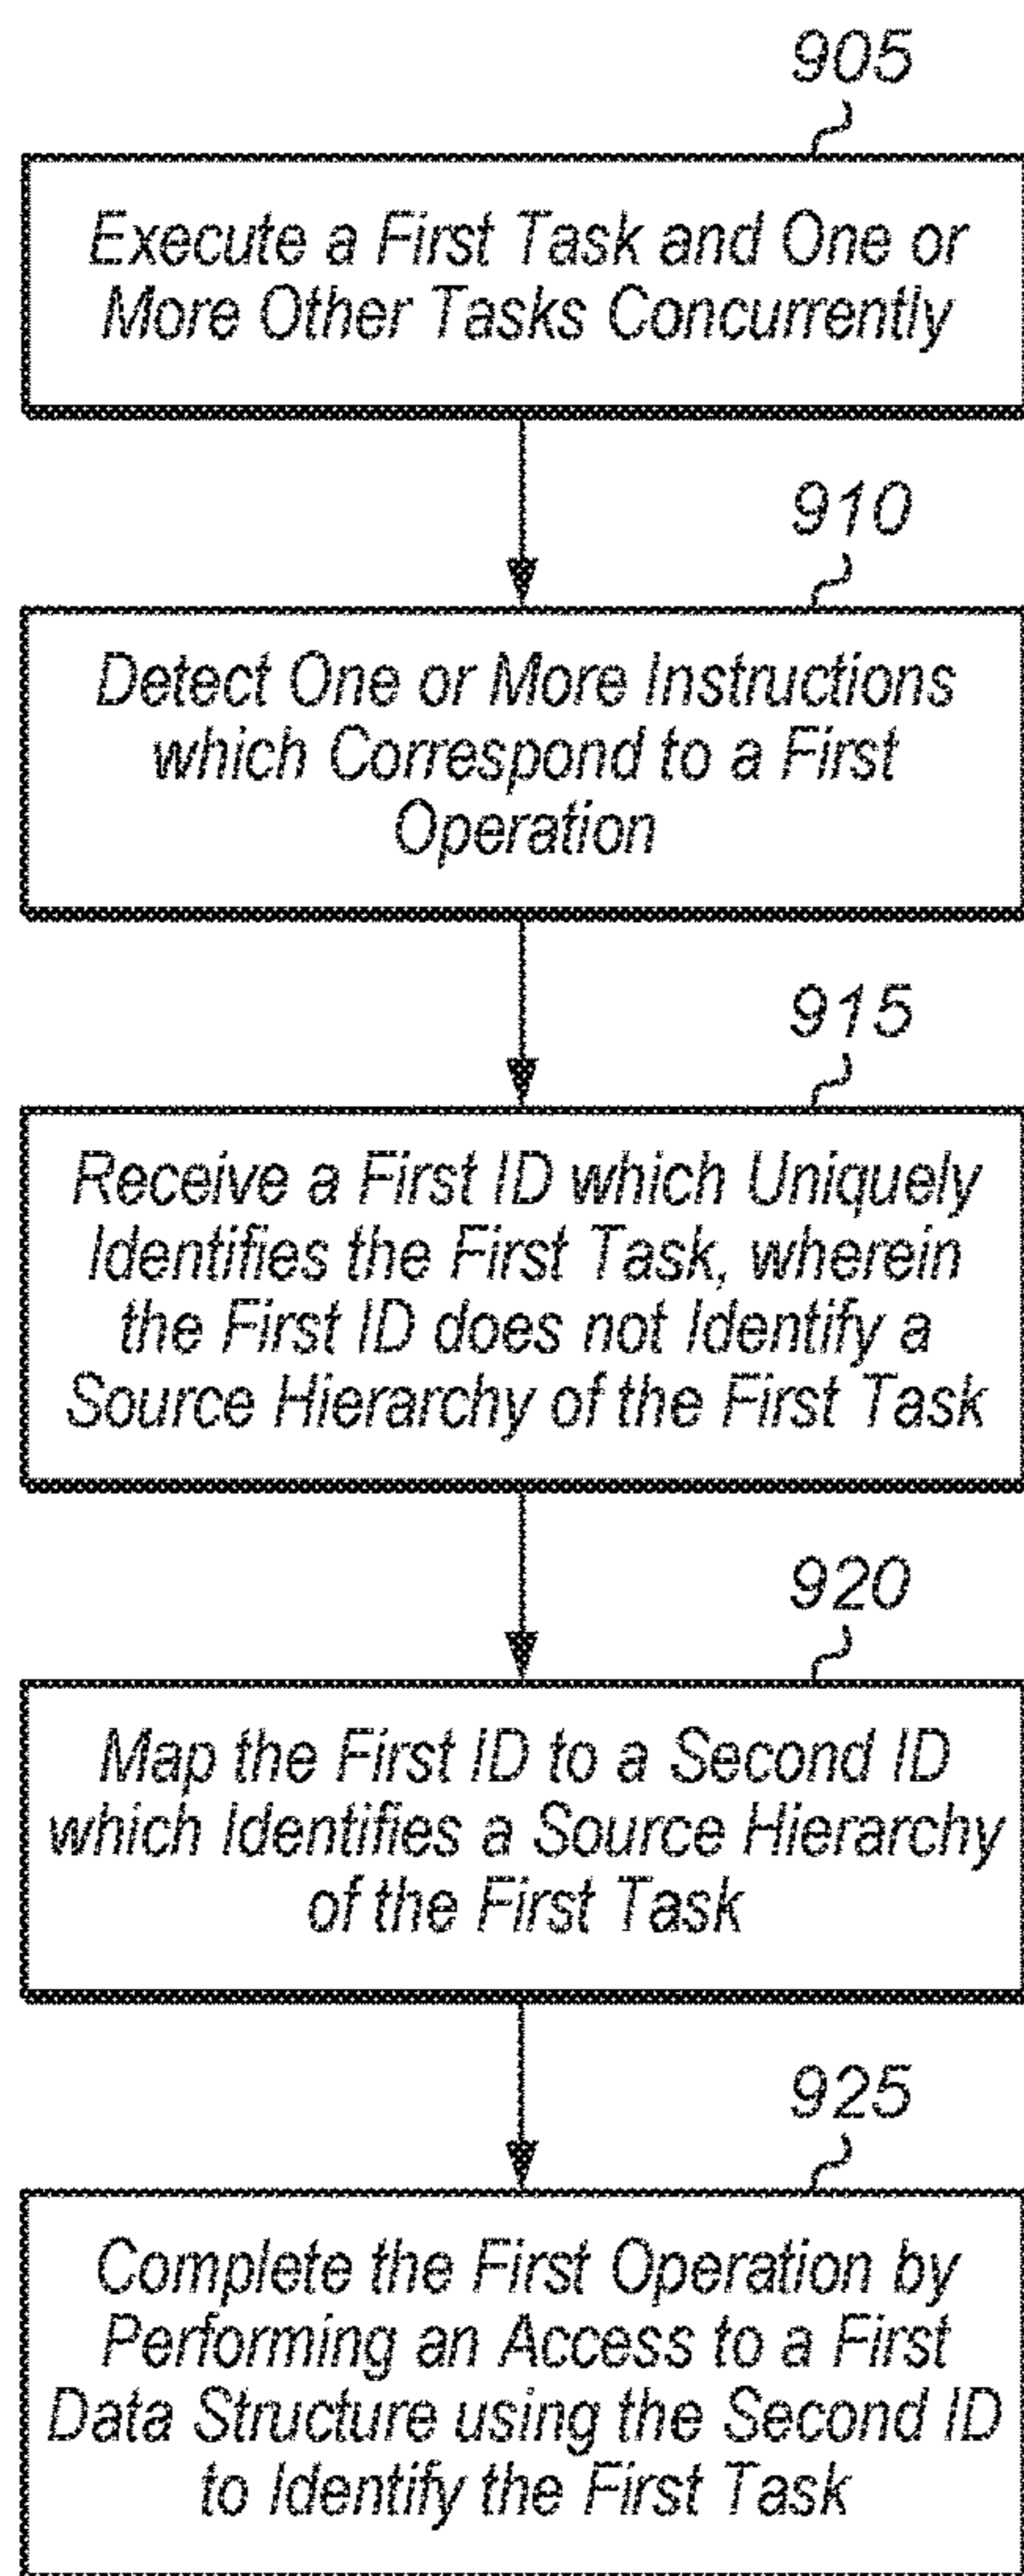 905
Execute a First Task and One or
More Other Tasks Concurrently
910
Detect One or More Instructions
which Correspond to a First
Operation
915
Receive a First ID which Uniquely
Identifies the First Task, wherein
the First ID does not Identify a
Source Hierarchy of the First Task
920
Map the First ID to a Second ID
which Identifies a Source Hierarchy
of the First Task
925
Complete the First Operation by
Performing an Access to a First
Data Structure using the Second ID
to Identify the First Task